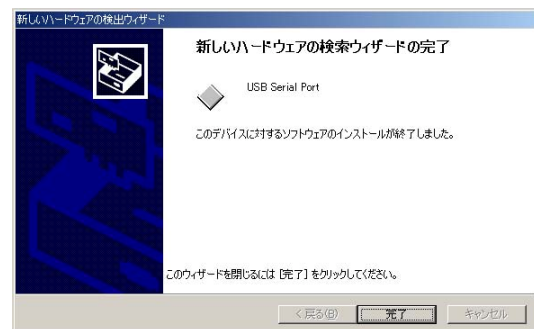 新しいハードウェアの検出ウィザード
新しいハードウェアの検索ウィザードの完了
USB Serial Port
このデバイスに対するソフトウェアのインストールが終了しました。
このウィザードを閉じるには [完了] をクリックしてください。
< 戻る(B)
完了
キャンセル